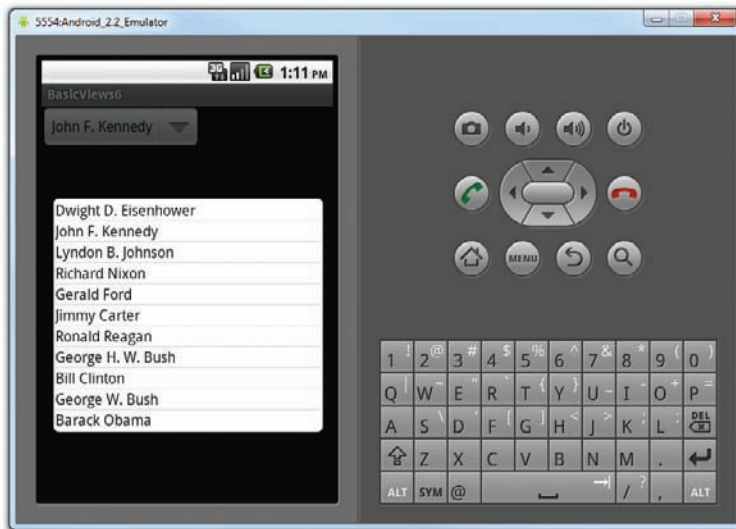 5554:Android_2.2_Emulator
3G 1:11 PM
BasicViews6
John F. Kennedy
Dwight D. Eisenhower
John F. Kennedy
Lyndon B. Johnson
Richard Nixon
Gerald Ford
Jimmy Carter
Ronald Reagan
George H. W. Bush
Bill Clinton
George W. Bush
Barack Obama
MENU
1 ! 2 @ 3 # 4 $ 5 % 6 ^ 7 & 8 * 9 ( 0 )
Q | W ~ E " R ` T { Y } U _ I - O + P =
A S \ D ' F [ G ] H < J > K ; L : DEL
Z X C V B N M .
ALT SYM @ / ? , ALT